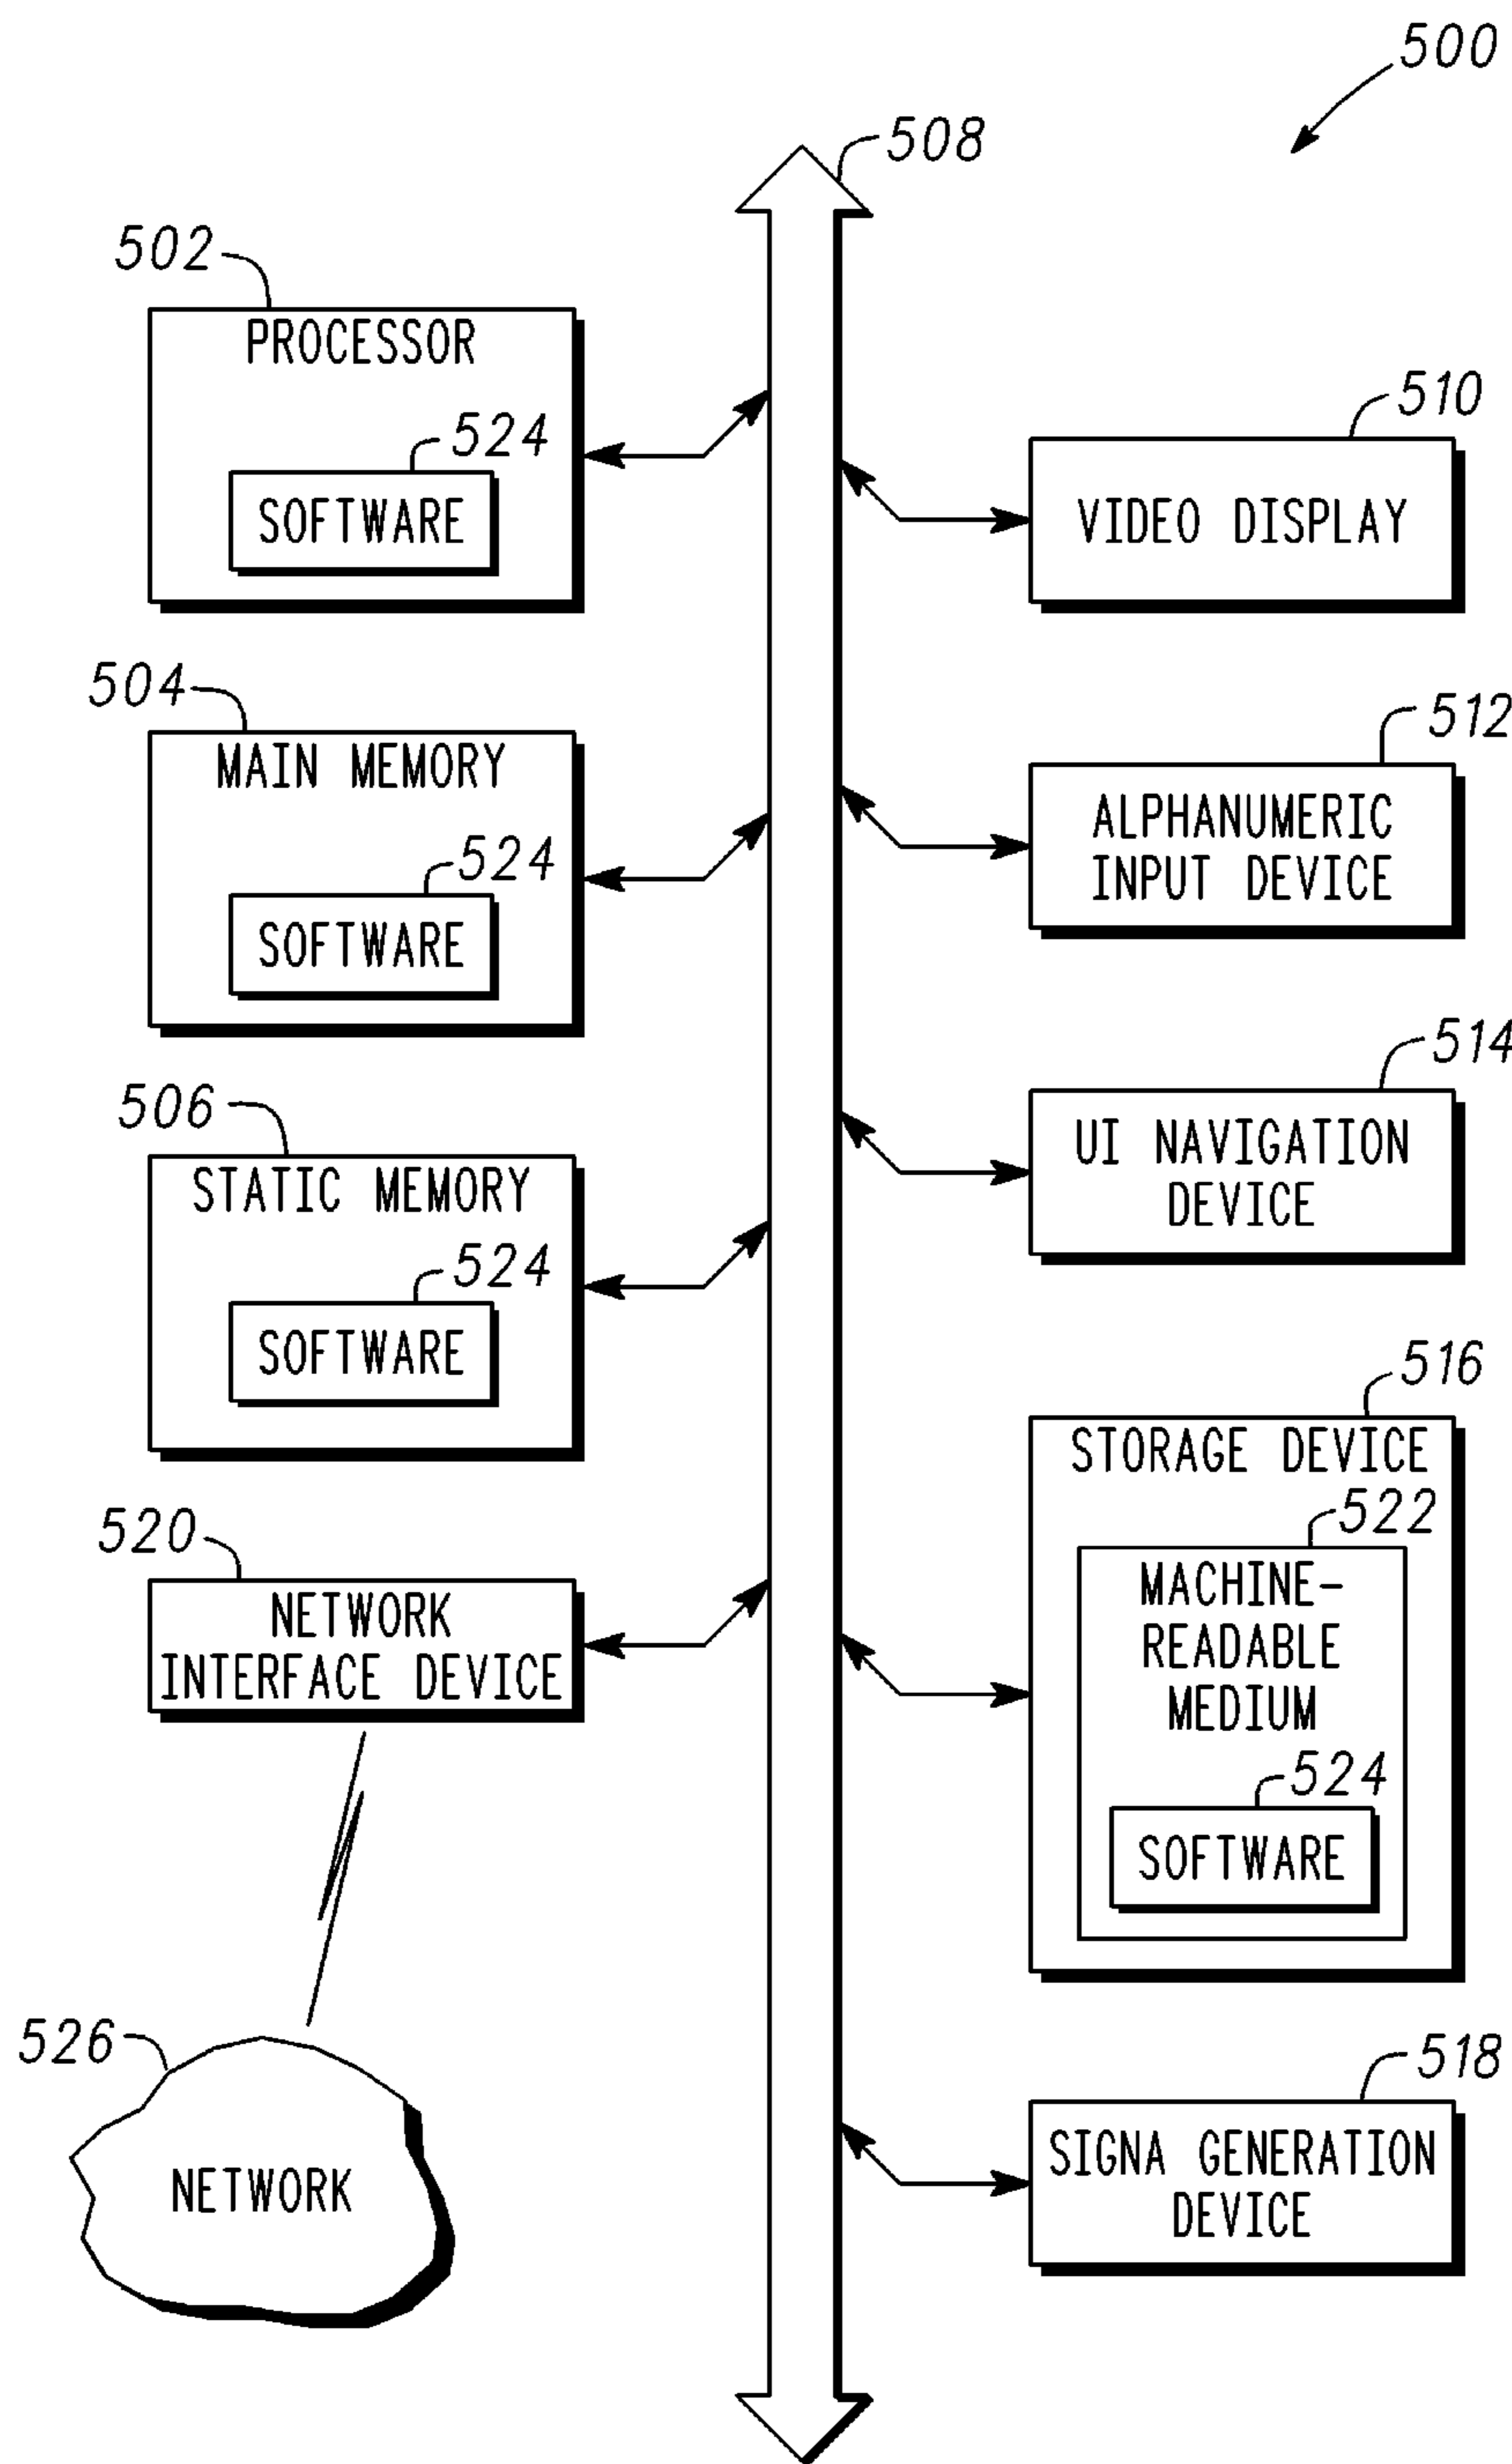 500
508
502
PROCESSOR
524
SOFTWARE
510
VIDEO DISPLAY
504
MAIN MEMORY
524
SOFTWARE
512
ALPHANUMERIC
INPUT DEVICE
514
UI NAVIGATION
DEVICE
506
STATIC MEMORY
524
SOFTWARE
516
STORAGE DEVICE
522
MACHINE-
READABLE
MEDIUM
524
SOFTWARE
520
NETWORK
INTERFACE DEVICE
526
NETWORK
518
SIGNA GENERATION
DEVICE